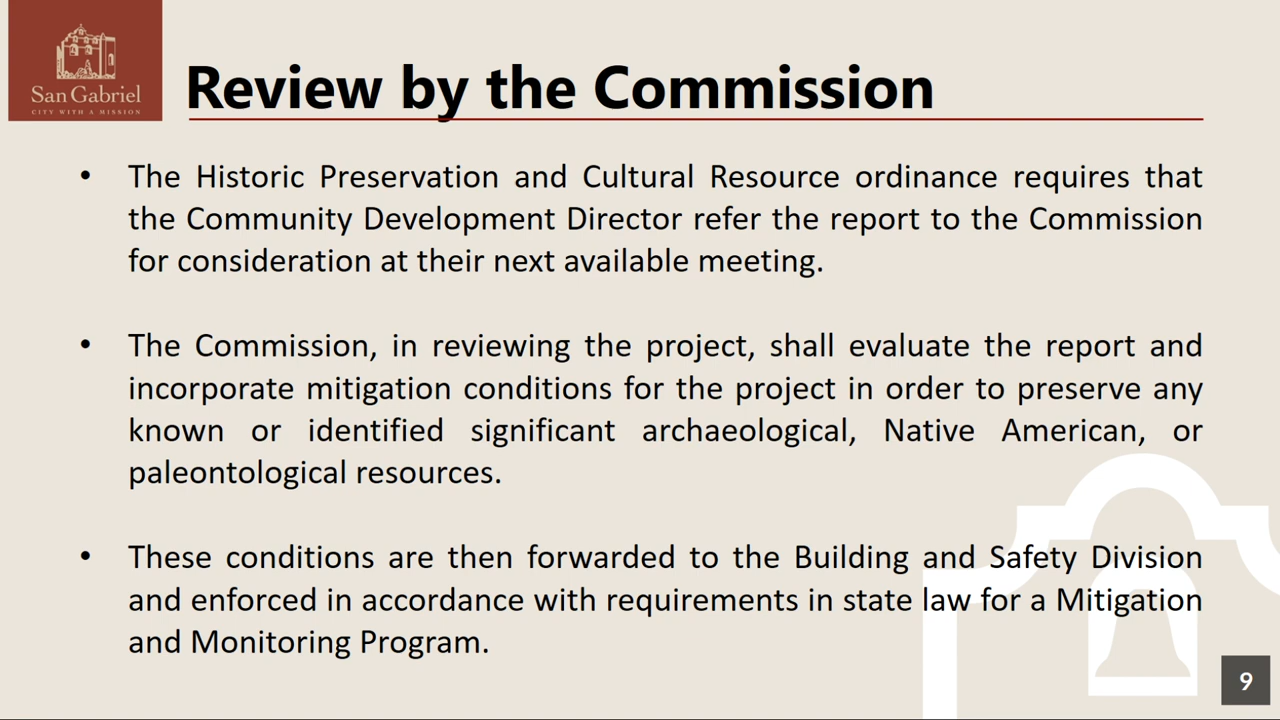 San Gabriel
CITY WITH A MISSION
Review by the Commission
• The Historic Preservation and Cultural Resource ordinance requires that
the Community Development Director refer the report to the Commission
for consideration at their next available meeting.
• The Commission, in reviewing the project, shall evaluate the report and
incorporate mitigation conditions for the project in order to preserve any
known or identified significant archaeological, Native American, or
paleontological resources.
• These conditions are then forwarded to the Building and Safety Division
and enforced in accordance with requirements in state law for a Mitigation
and Monitoring Program.
9